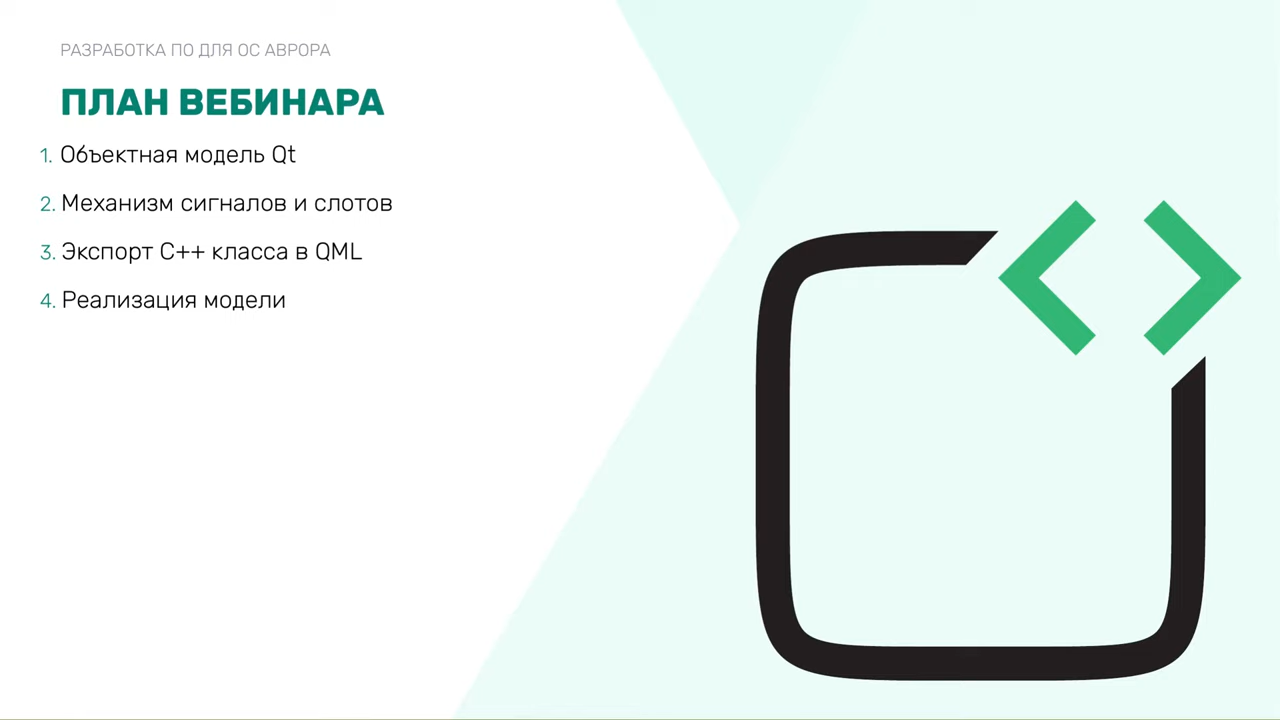 РАЗРАБОТКА ПО ДЛЯ ОС АВРОРА
ПЛАН ВЕБИНАРА
1. Объектная модель Qt
2. Механизм сигналов и слотов
3. Экспорт C++ класса в QML
4. Реализация модели